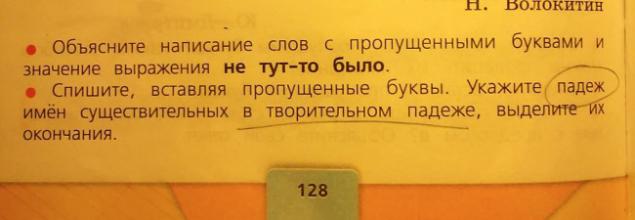 Н. Волокитин
● Объясните написание слов с пропущенными буквами и
значение выражения не тут-то было.
● Спишите, вставляя пропущенные буквы. Укажите падеж
имён существительных в творительном падеже, выделите их
окончания.
128